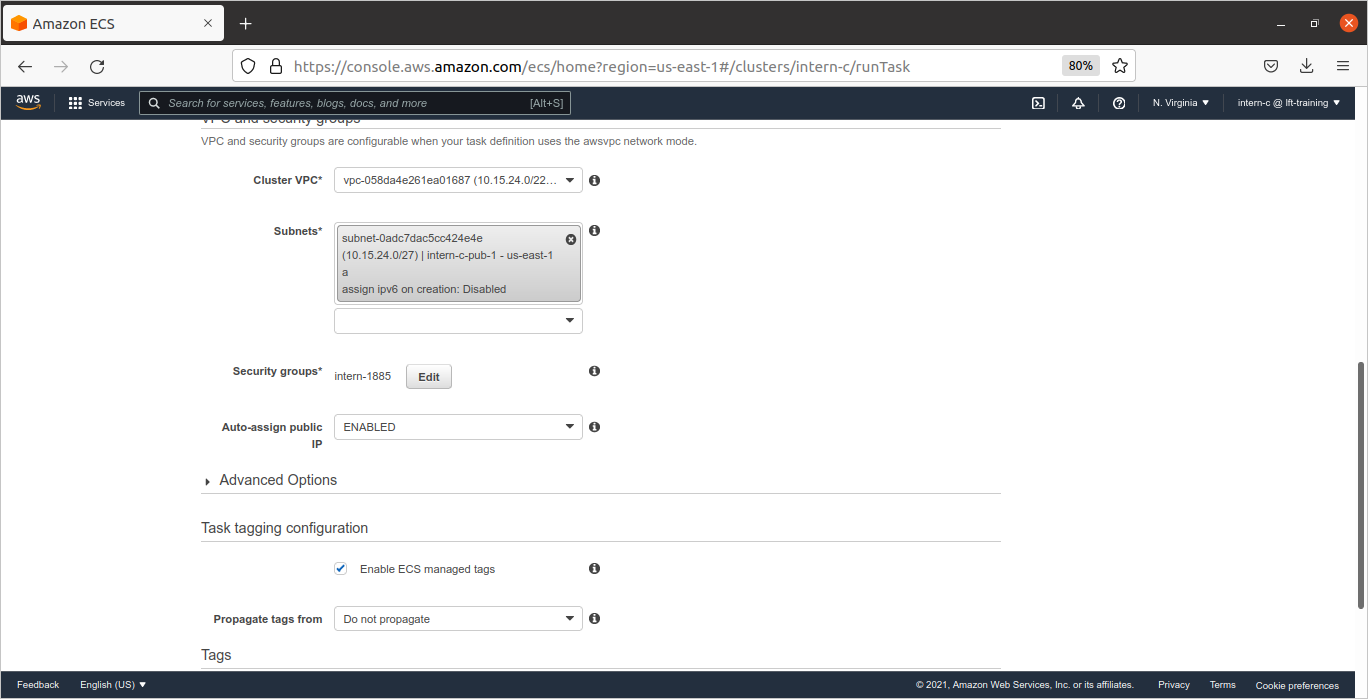 Amazon ECS
https://console.aws.amazon.com/ecs/home?region=us-east-1#/clusters/intern-c/runTask
80%
aws
Services
Search for services, features, blogs, docs, and more
[Alt+S]
N. Virginia
intern-c @ lft-training
VPC and security groups
VPC and security groups are configurable when your task definition uses the awsvpc network mode.
Cluster VPC*
vpc-058da4e261ea01687 (10.15.24.0/22...
Subnets*
subnet-0adc7dac5cc424e4e
(10.15.24.0/27) | intern-c-pub-1 - us-east-1
a
assign ipv6 on creation: Disabled
Security groups*
intern-1885
Edit
Auto-assign public
IP
ENABLED
Advanced Options
Task tagging configuration
Enable ECS managed tags
Propagate tags from
Do not propagate
Tags
Feedback
English (US)
© 2021, Amazon Web Services, Inc. or its affiliates.
Privacy
Terms
Cookie preferences